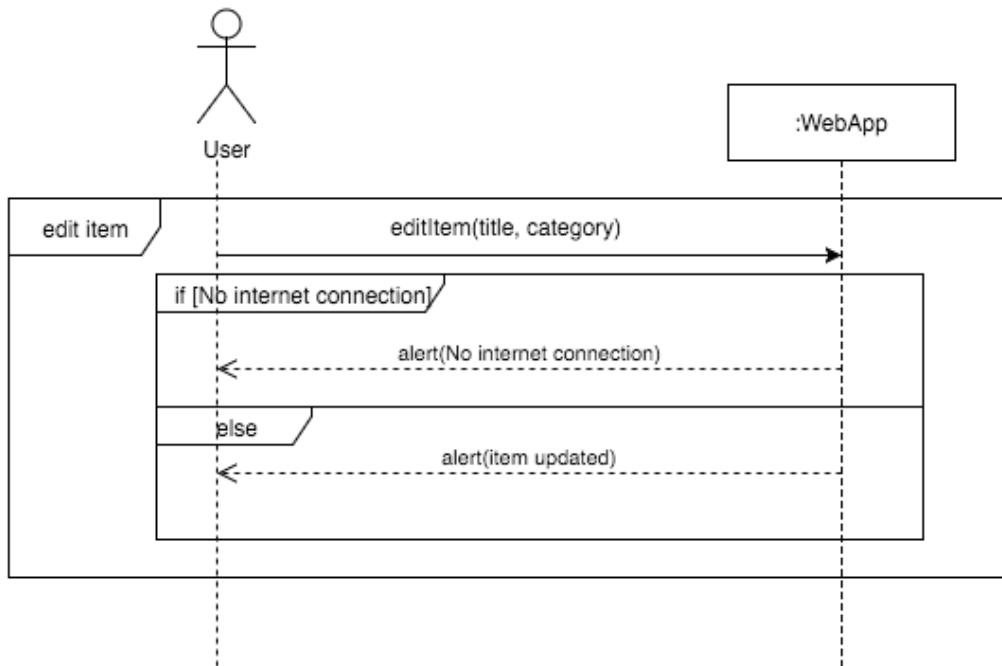 User
:WebApp
edit item
editItem(title, category)
if [No internet connection]
alert(No internet connection)
else
alert(item updated)